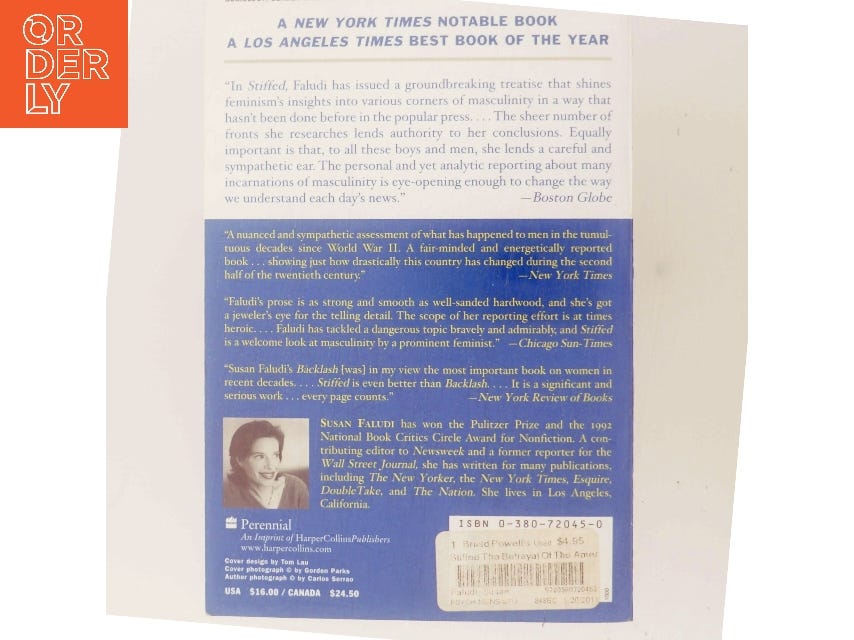 OR
DER
LY
A NEW YORK TIMES NOTABLE BOOK
A LOS ANGELES TIMES BEST BOOK OF THE YEAR
“In Stiffed, Faludi has issued a groundbreaking treatise that shines
feminism’s insights into various corners of masculinity in a way that
hasn’t been done before in the popular press. . . . The sheer number of
fronts she researches lends authority to her conclusions. Equally
important is that, to all these boys and men, she lends a careful and
sympathetic ear. The personal and yet analytic reporting about many
incarnations of masculinity is eye-opening enough to change the way
we understand each day’s news.” —Boston Globe
“A nuanced and sympathetic assessment of what has happened to men in the tumul-
tuous decades since World War II. A fair-minded and energetically reported
book . . . showing just how drastically this country has changed during the second
half of the twentieth century.” —New York Times
“Faludi’s prose is as strong and smooth as well-sanded hardwood, and she’s got
a jeweler’s eye for the telling detail. The scope of her reporting effort is at times
heroic. . . . Faludi has tackled a dangerous topic bravely and admirably, and Stiffed
is a welcome look at masculinity by a prominent feminist.” —Chicago Sun-Times
“Susan Faludi’s Backlash [was] in my view the most important book on women in
recent decades. . . . Stiffed is even better than Backlash. . . . It is a significant and
serious work . . . every page counts.” —New York Review of Books
SUSAN FALUDI has won the Pulitzer Prize and the 1992
National Book Critics Circle Award for Nonfiction. A con-
tributing editor to Newsweek and a former reporter for the
Wall Street Journal, she has written for many publications,
including The New Yorker, the New York Times, Esquire,
DoubleTake, and The Nation. She lives in Los Angeles,
California.
Perennial
An Imprint of HarperCollinsPublishers
www.harpercollins.com
Cover design by Tom Lau
Cover photograph © by Gordon Parks
Author photograph © by Carlos Serrao
USA $16.00 / CANADA $24.50
ISBN 0-380-72045-0
1 Powell's Used $4.95
The Betrayal Of The Amer
Faludi, Susan